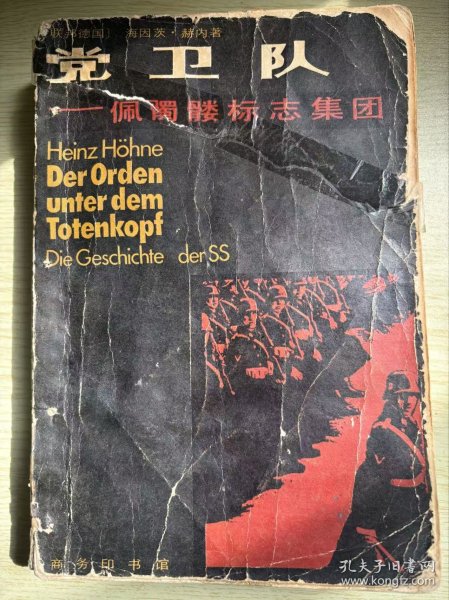 〔联邦德国〕 海因茨·赫内著
党卫队
——佩髑髅标志集团
Heinz Höhne
Der Orden
unter dem
Totenkopf
Die Geschichte der SS
商务印书馆
孔夫子旧书网
www.kongfz.com